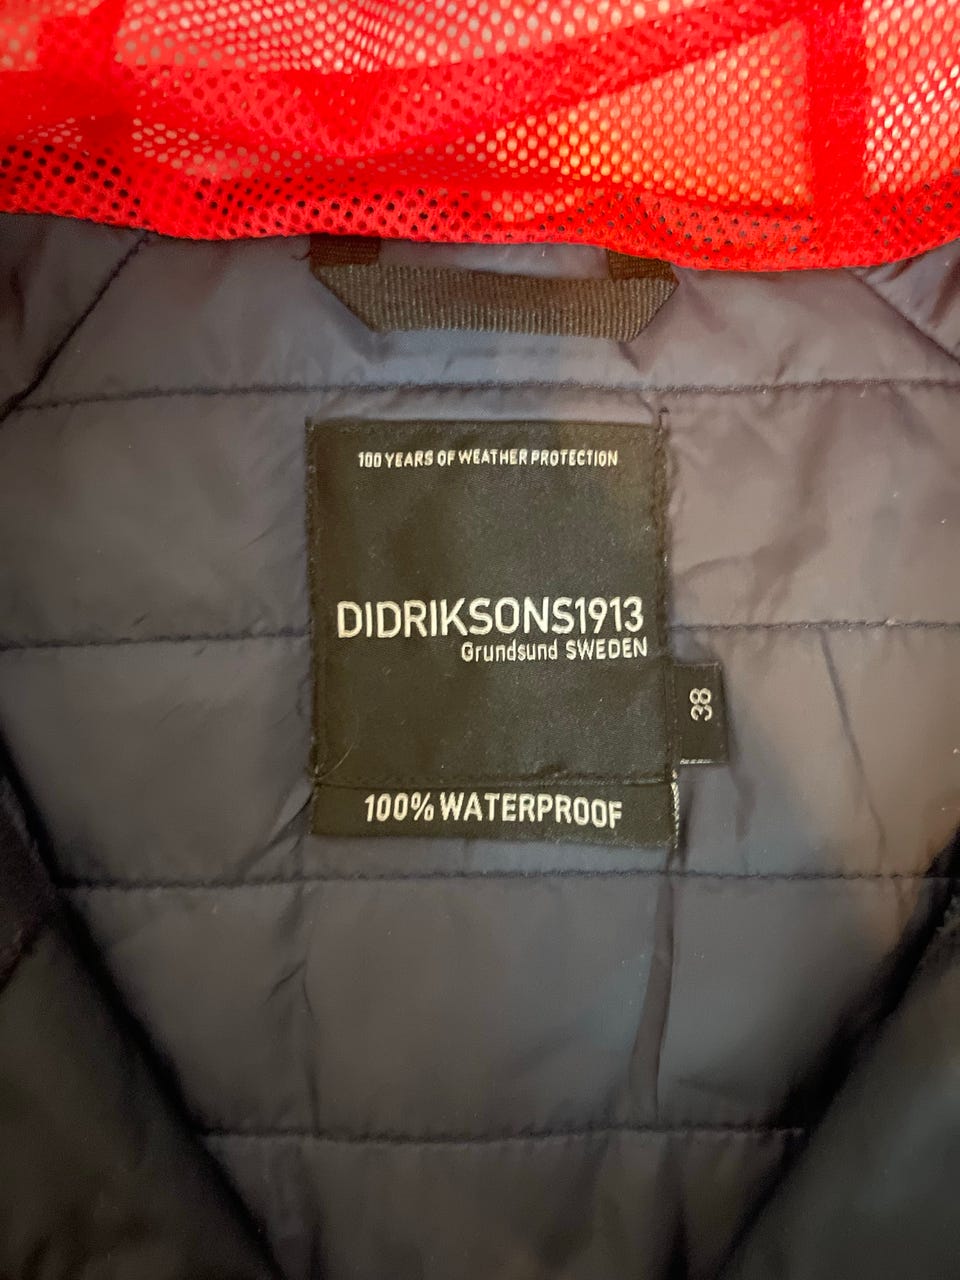 100 YEARS OF WEATHER PROTECTION
DIDRIKSONS1913
Grundsund SWEDEN
38
100% WATERPROOF